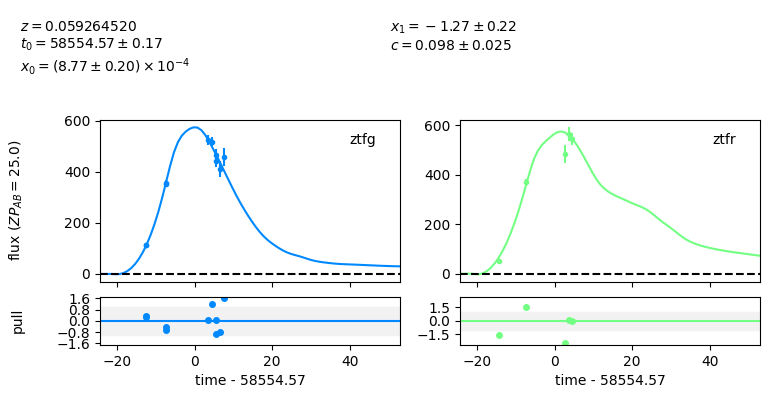 z = 0.059264520
t₀ = 58554.57 ± 0.17
x₀ = (8.77 ± 0.20) × 10⁻⁴
x₁ = −1.27 ± 0.22
c = 0.098 ± 0.025
flux (ZP_AB = 25.0)
600
400
200
0
ztfg
600
400
200
0
ztfr
pull
1.6
0.8
0.0
−0.8
−1.6
−20 0 20 40
time - 58554.57
1.5
0.0
−1.5
−20 0 20 40
time - 58554.57